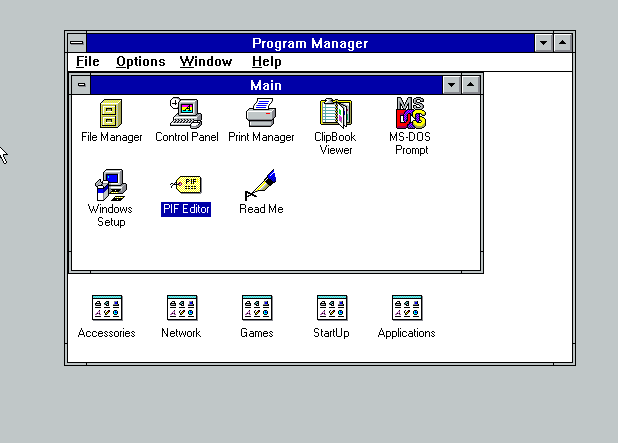 Program Manager
File Options Window Help
Main
File Manager Control Panel Print Manager ClipBook Viewer MS-DOS Prompt
Windows Setup PIF Editor Read Me
Accessories Network Games StartUp Applications
MS
DOS
PIF